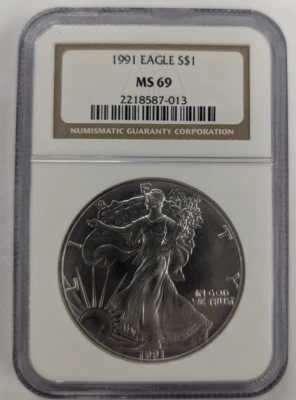 1991 EAGLE S$1
MS 69
2218587-013
NUMISMATIC GUARANTY CORPORATION
LIBERTY
IN GOD
WE TRUST
1991